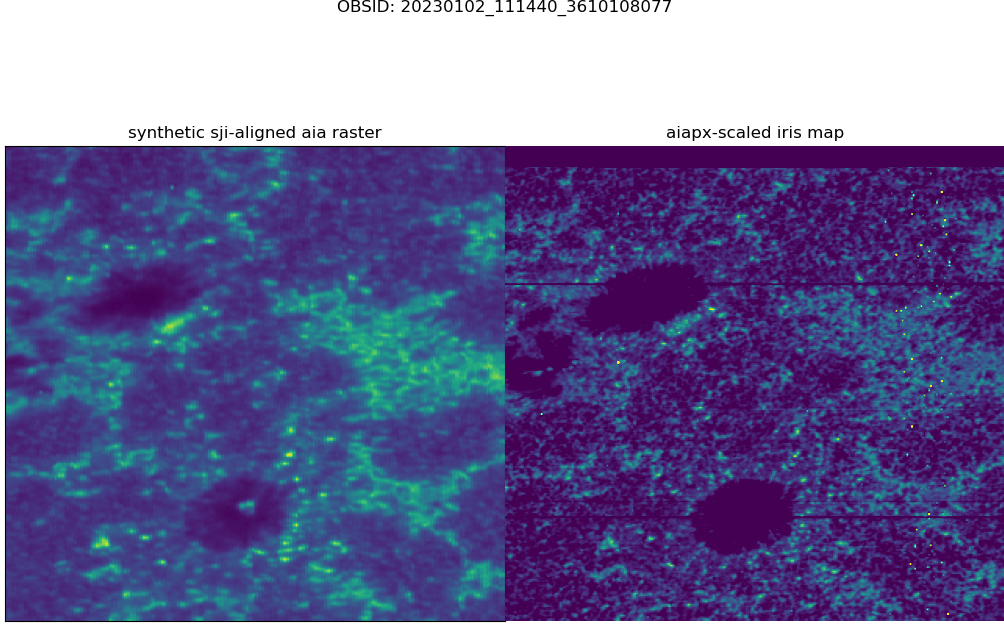 OBSID: 20230102_111440_3610108077
synthetic sji-aligned aia raster
aiapx-scaled iris map